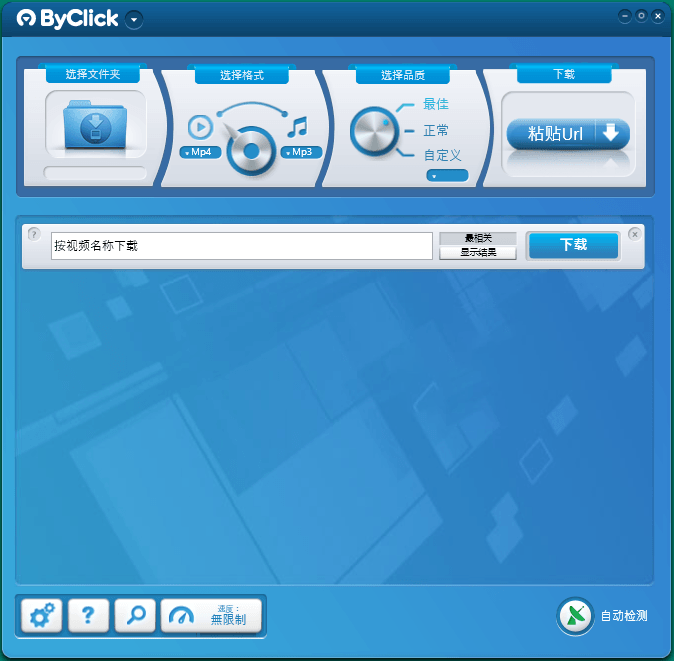 ByClick
选择文件夹
选择格式
选择品质
下载
Mp4
Mp3
最佳
正常
自定义
粘贴Url
?
按视频名称下载
最相关
显示结果
下载
?
速度：
無限制
自动检测